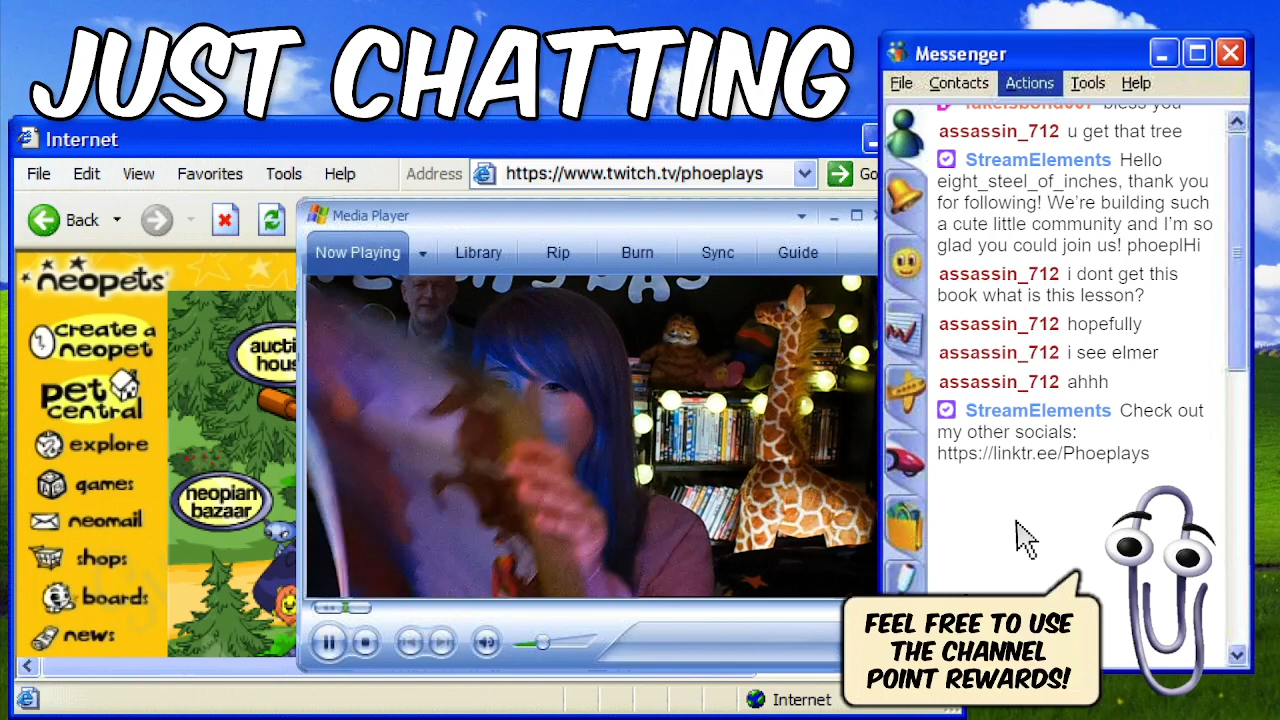 JUST CHATTING
Internet
File Edit View Favorites Tools Help Address https://www.twitch.tv/phoeplays Go
Back
Media Player
Now Playing Library Rip Burn Sync Guide
neopets
create a
neopet
pet
central
explore
games
neomail
shops
boards
news
aucti
hous
neopian
bazaar
DAY
Internet
Messenger
File Contacts Actions Tools Help
bless you
assassin_712 u get that tree
StreamElements Hello
eight_steel_of_inches, thank you
for following! We're building such
a cute little community and I'm so
glad you could join us! phoeplHi
assassin_712 i dont get this
book what is this lesson?
assassin_712 hopefully
assassin_712 i see elmer
assassin_712 ahhh
StreamElements Check out
my other socials:
https://linktr.ee/Phoeplays
FEEL FREE TO USE
THE CHANNEL
POINT REWARDS!